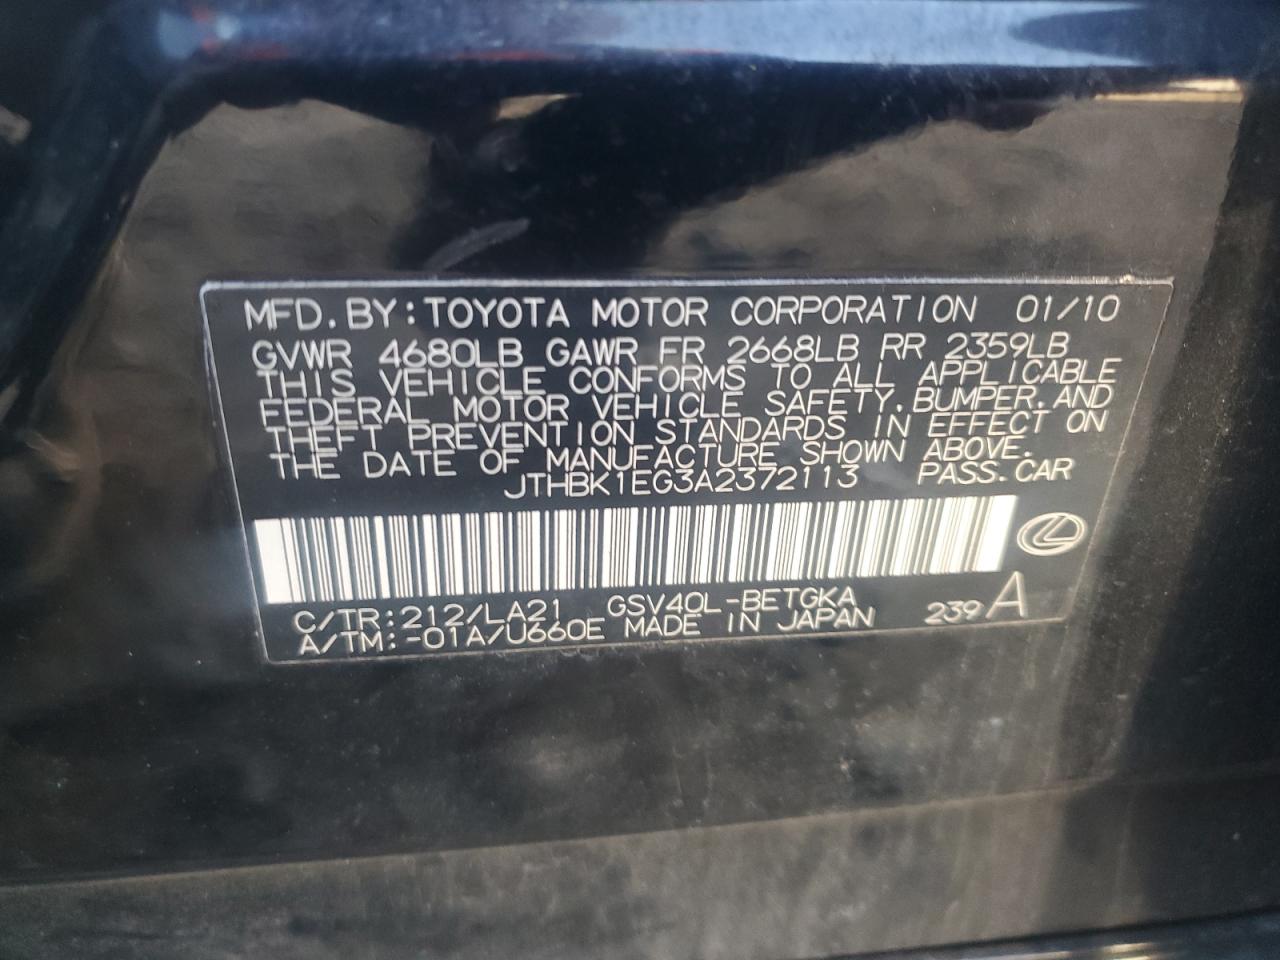 MFD. BY: TOYOTA MOTOR CORPORATION 01/10
GVWR 4680LB GAWR FR 2668LB RR 2359LB
THIS VEHICLE CONFORMS TO ALL APPLICABLE
FEDERAL MOTOR VEHICLE SAFETY, BUMPER, AND
THEFT PREVENTION STANDARDS IN EFFECT ON
THE DATE OF MANUFACTURE SHOWN ABOVE.
JTHBK1EG3A2372113 PASS. CAR
C/TR: 212/LA21 GSV40L-BETGKA
A/TM: -01A/U660E MADE IN JAPAN 239 A